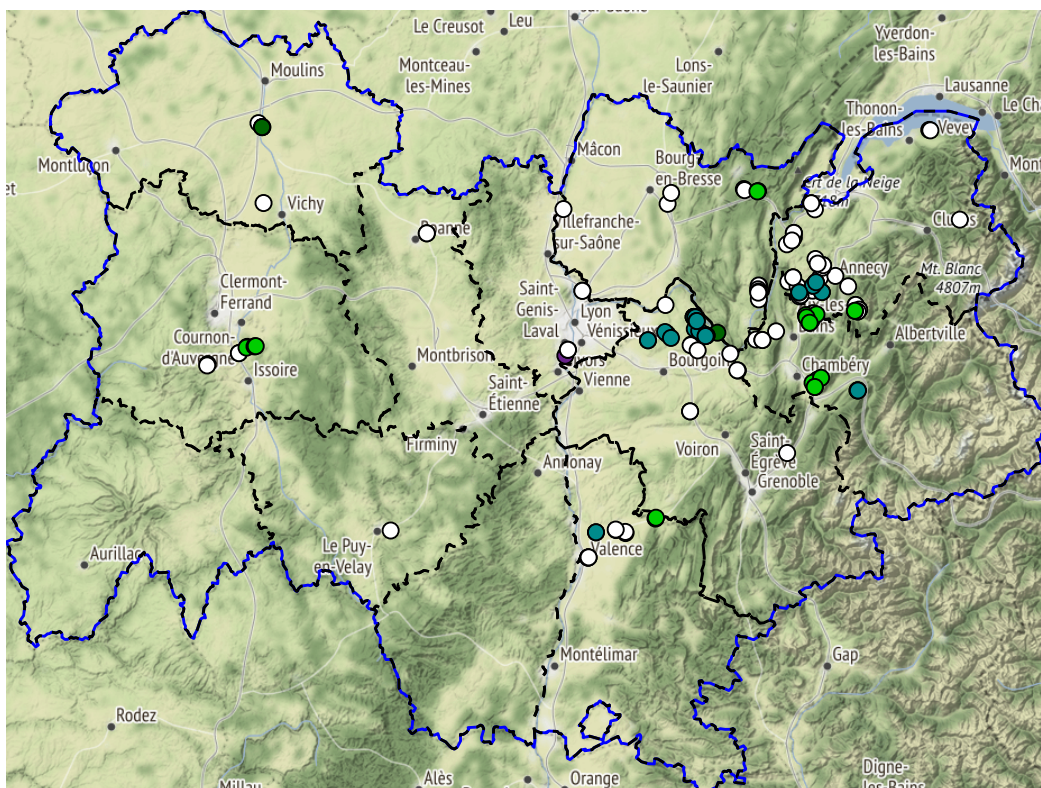 Le Creusot
Leu
Yverdon-
les-Bains
Moulins
Montceau-
les-Mines
Lons-
le-Saunier
Lausanne
Thonon-
les-Bains
Vevey
Montluçon
Mâcon
Bourg-
en-Bresse
Vichy
Roanne
Villefranche-
sur-Saône
Cluses
Annecy
Mt. Blanc
4807m
Clermont-
Ferrand
Saint-
Genis-
Laval
Lyon
Vénissieux
Albertville
Cournon-
d'Auvergne
Issoire
Montbrison
Bourgoin
Chambéry
Vienne
Saint-
Étienne
Firminy
Voiron
Saint-
Égrève
Grenoble
Annonay
Aurillac
Le Puy-
en-Velay
Valence
Montélimar
Gap
Rodez
Millau
Alès
Orange
Digne-
les-Bains